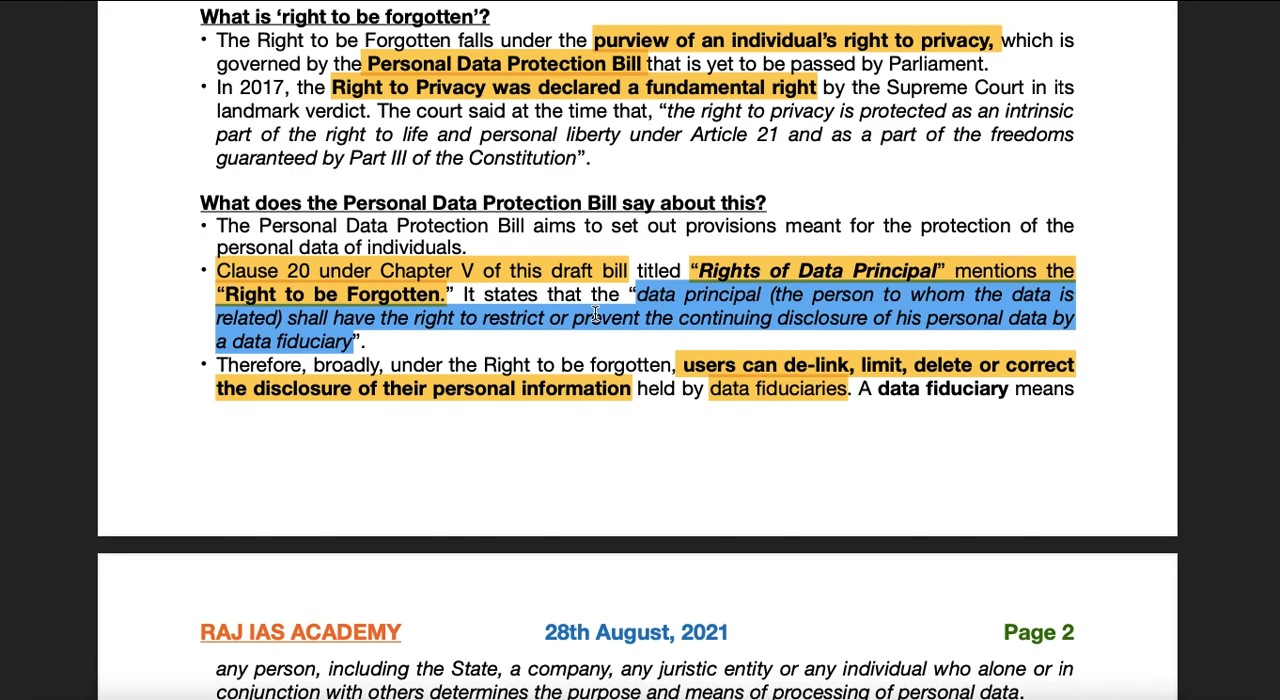 What is ‘right to be forgotten’?
• The Right to be Forgotten falls under the purview of an individual’s right to privacy, which is
governed by the Personal Data Protection Bill that is yet to be passed by Parliament.
• In 2017, the Right to Privacy was declared a fundamental right by the Supreme Court in its
landmark verdict. The court said at the time that, “the right to privacy is protected as an intrinsic
part of the right to life and personal liberty under Article 21 and as a part of the freedoms
guaranteed by Part III of the Constitution”.
What does the Personal Data Protection Bill say about this?
• The Personal Data Protection Bill aims to set out provisions meant for the protection of the
personal data of individuals.
• Clause 20 under Chapter V of this draft bill titled “Rights of Data Principal” mentions the
“Right to be Forgotten.” It states that the “data principal (the person to whom the data is
related) shall have the right to restrict or prevent the continuing disclosure of his personal data by
a data fiduciary”.
• Therefore, broadly, under the Right to be forgotten, users can de-link, limit, delete or correct
the disclosure of their personal information held by data fiduciaries. A data fiduciary means
RAJ IAS ACADEMY 28th August, 2021 Page 2
any person, including the State, a company, any juristic entity or any individual who alone or in
conjunction with others determines the purpose and means of processing of personal data.